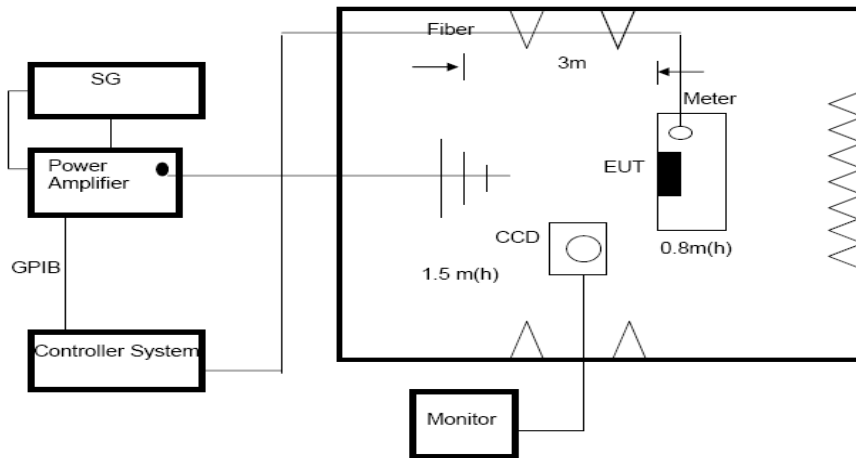 Fiber
SG
3m
Meter
Power
Amplifier
EUT
CCD
0.8m(h)
GPIB
1.5 m(h)
Controller System
Monitor